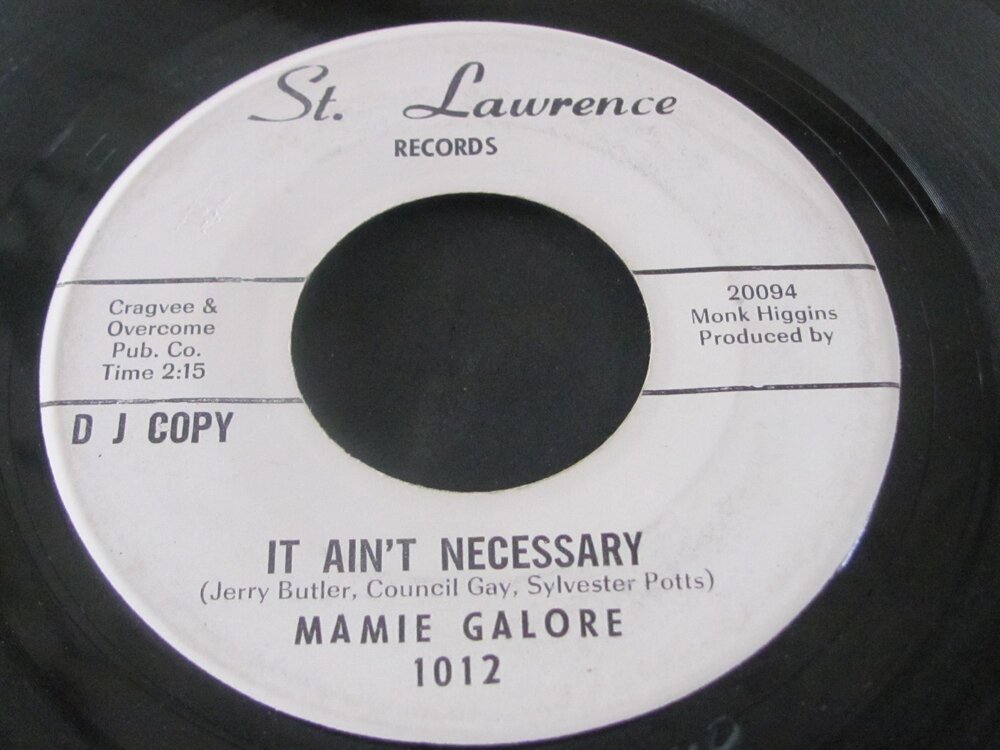 St. Lawrence
RECORDS
Cragvee &
Overcome
Pub. Co.
Time 2:15
20094
Monk Higgins
Produced by
D J COPY
IT AIN'T NECESSARY
(Jerry Butler, Council Gay, Sylvester Potts)
MAMIE GALORE
1012